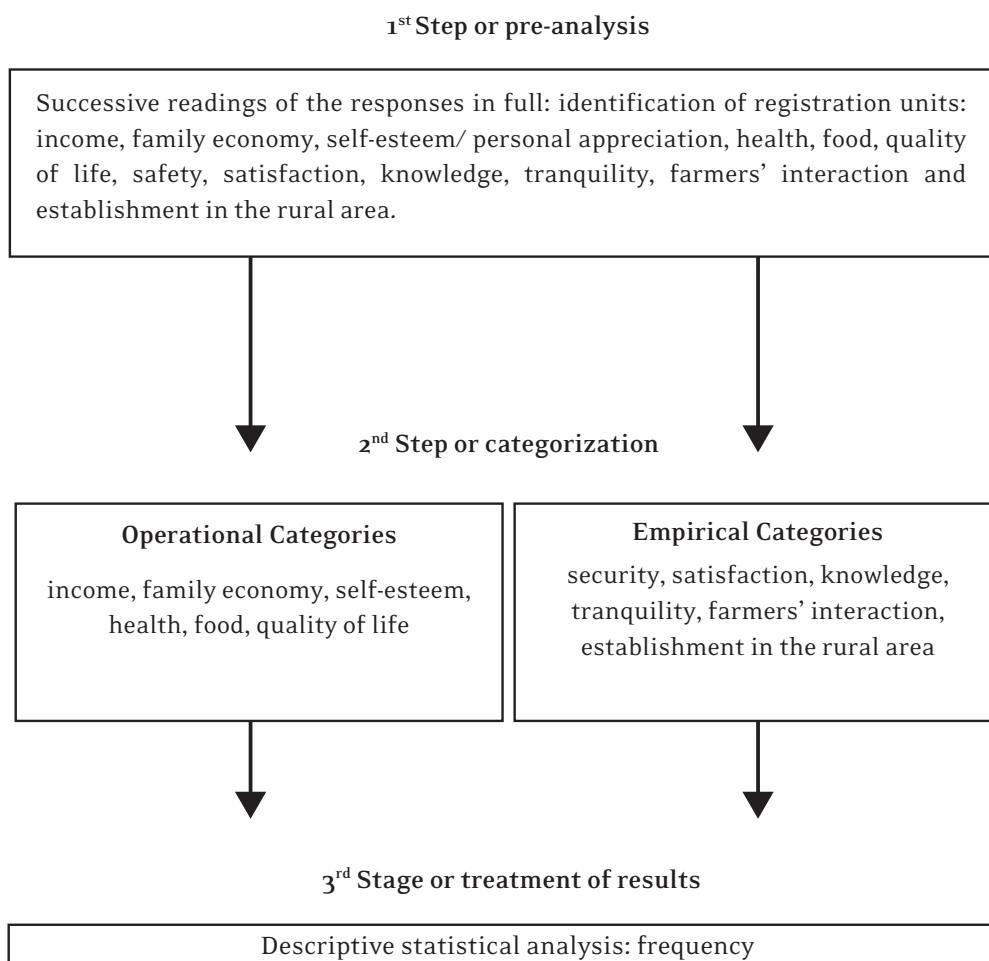 1st Step or pre-analysis
Successive readings of the responses in full: identification of registration units:
income, family economy, self-esteem/ personal appreciation, health, food, quality
of life, safety, satisfaction, knowledge, tranquility, farmers' interaction and
establishment in the rural area.
2nd Step or categorization
Operational Categories
income, family economy, self-esteem,
health, food, quality of life
Empirical Categories
security, satisfaction, knowledge,
tranquility, farmers' interaction,
establishment in the rural area
3rd Stage or treatment of results
Descriptive statistical analysis: frequency